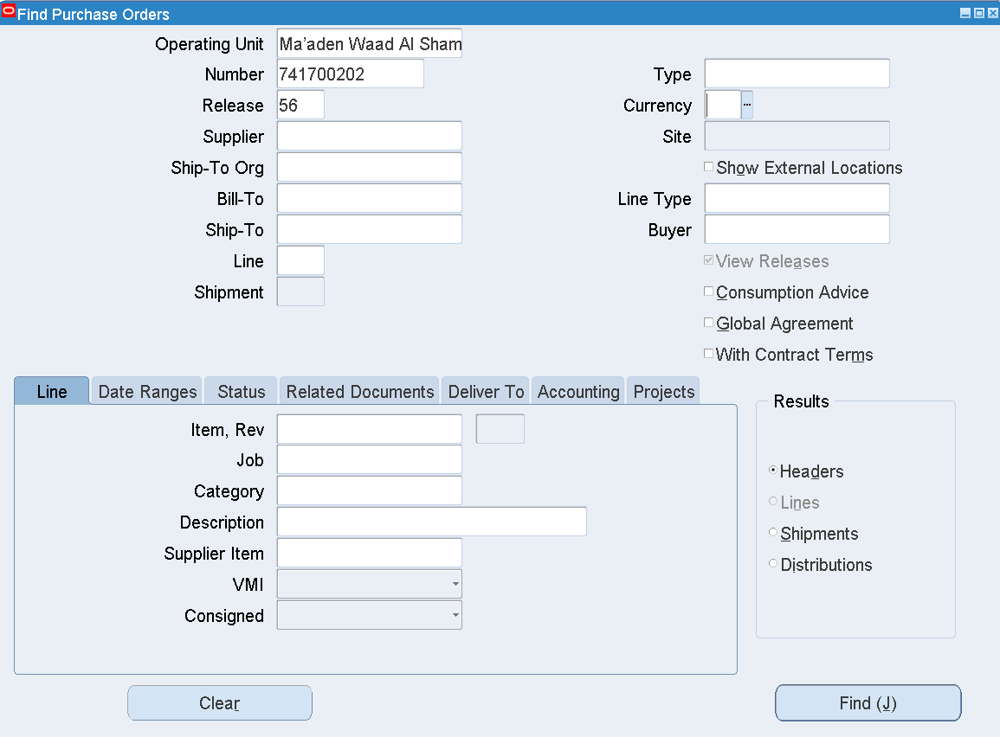 Find Purchase Orders
Operating Unit Ma'aden Waad Al Sham
Number 741700202 Type
Release 56 Currency ...
Supplier Site
Ship-To Org Show External Locations
Bill-To Line Type
Ship-To Buyer
Line View Releases
Shipment Consumption Advice
Global Agreement
With Contract Terms
Line Date Ranges Status Related Documents Deliver To Accounting Projects
Results
Item, Rev
Job Headers
Category Lines
Description Shipments
Supplier Item Distributions
VMI
Consigned
Clear Find (J)